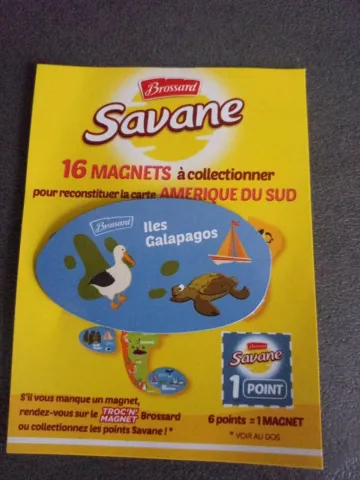 Brossard
Savane
16 MAGNETS à collectionner
pour reconstituer la carte AMERIQUE DU SUD
Brossard
Iles
Galapagos
Brossard
Savane
1 POINT
S'il vous manque un magnet,
rendez-vous sur le TROC'N' MAGNET Brossard
ou collectionnez les points Savane ! *
6 points = 1 MAGNET
* VOIR AU DOS